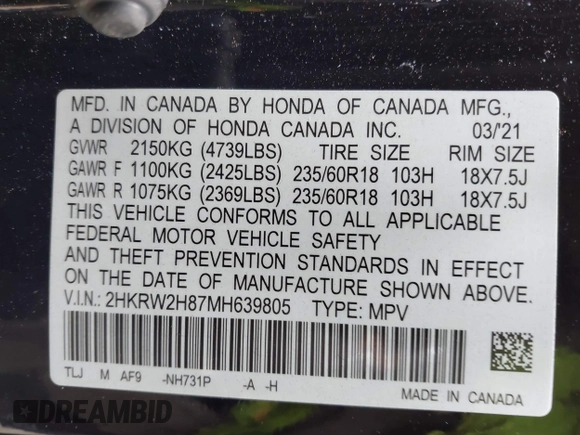 MFD. IN CANADA BY HONDA OF CANADA MFG.,
A DIVISION OF HONDA CANADA INC. 03/'21
GVWR 2150KG (4739LBS) TIRE SIZE RIM SIZE
GAWR F 1100KG (2425LBS) 235/60R18 103H 18X7.5J
GAWR R 1075KG (2369LBS) 235/60R18 103H 18X7.5J
THIS VEHICLE CONFORMS TO ALL APPLICABLE
FEDERAL MOTOR VEHICLE SAFETY
AND THEFT PREVENTION STANDARDS IN EFFECT
ON THE DATE OF MANUFACTURE SHOWN ABOVE.
V.I.N.: 2HKRW2H87MH639805 TYPE: MPV
TLJ M AF9 -NH731P -A -H
MADE IN CANADA
DREAMBID